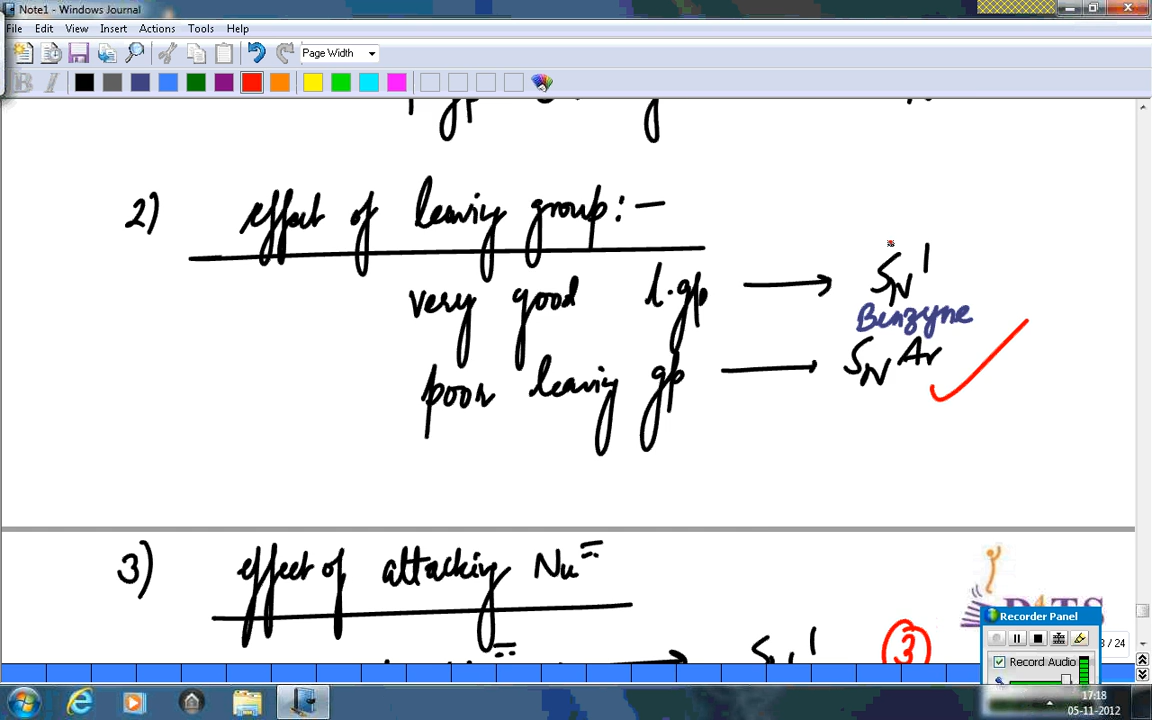 Note1 - Windows Journal
File Edit View Insert Actions Tools Help
Page Width
B I
2) effect of leaving group:-
very good l.gp → SN1
Benzyne
poor leaving gp → SNAr
3) effect of attacking Nu
SN1 3
Recorder Panel
3 / 24
Record Audio
17:18
05-11-2012